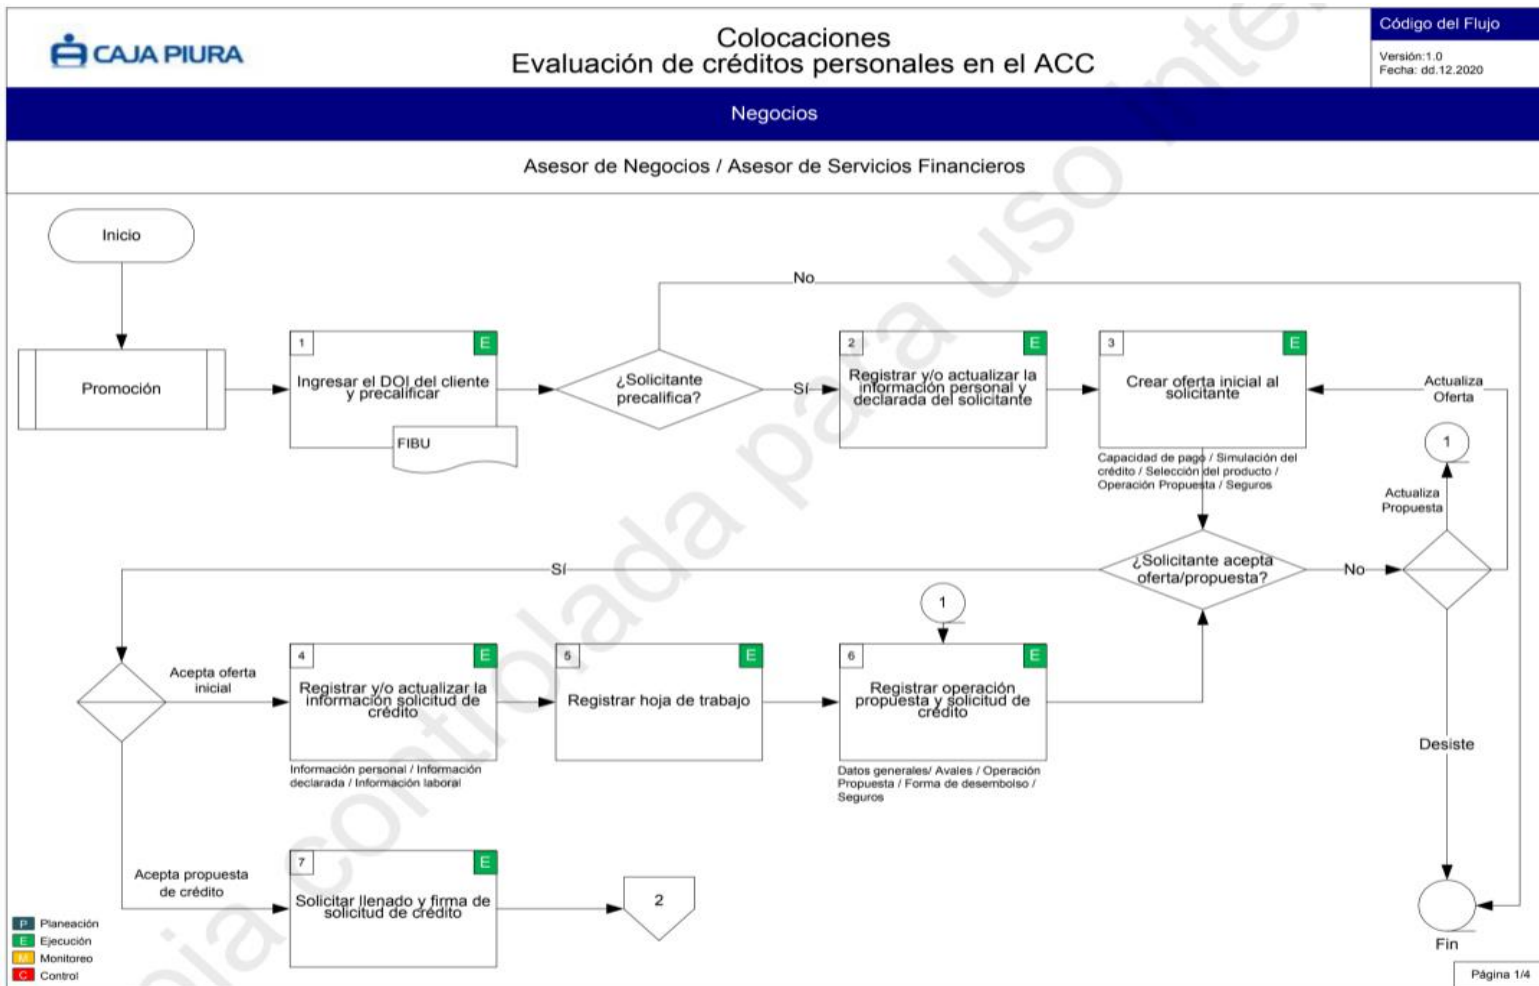 CAJA PIURA
Colocaciones
Evaluación de créditos personales en el ACC
Código del Flujo
Versión:1.0
Fecha: dd.12.2020
Negocios
Asesor de Negocios / Asesor de Servicios Financieros
Inicio
No
Promoción
1
E
Ingresar el DOI del cliente
y precalificar
FIBU
¿Solicitante
precalifica?
Sí
2
E
Registrar y/o actualizar la
información personal y
declarada del solicitante
3
E
Crear oferta inicial al
solicitante
Capacidad de pago / Simulación del
crédito / Selección del producto /
Operación Propuesta / Seguros
Actualiza
Oferta
1
Actualiza
Propuesta
¿Solicitante acepta
oferta/propuesta?
No
Sí
1
Acepta oferta
inicial
4
E
Registrar y/o actualizar la
información solicitud de
crédito
Información personal / Información
declarada / Información laboral
5
E
Registrar hoja de trabajo
6
E
Registrar operación
propuesta y solicitud de
crédito
Datos generales/ Avales / Operación
Propuesta / Forma de desembolso /
Seguros
Desiste
Acepta propuesta
de crédito
7
E
Solicitar llenado y firma de
solicitud de crédito
2
Fin
P Planeación
E Ejecución
M Monitoreo
C Control
Página 1/4
controlada para uso